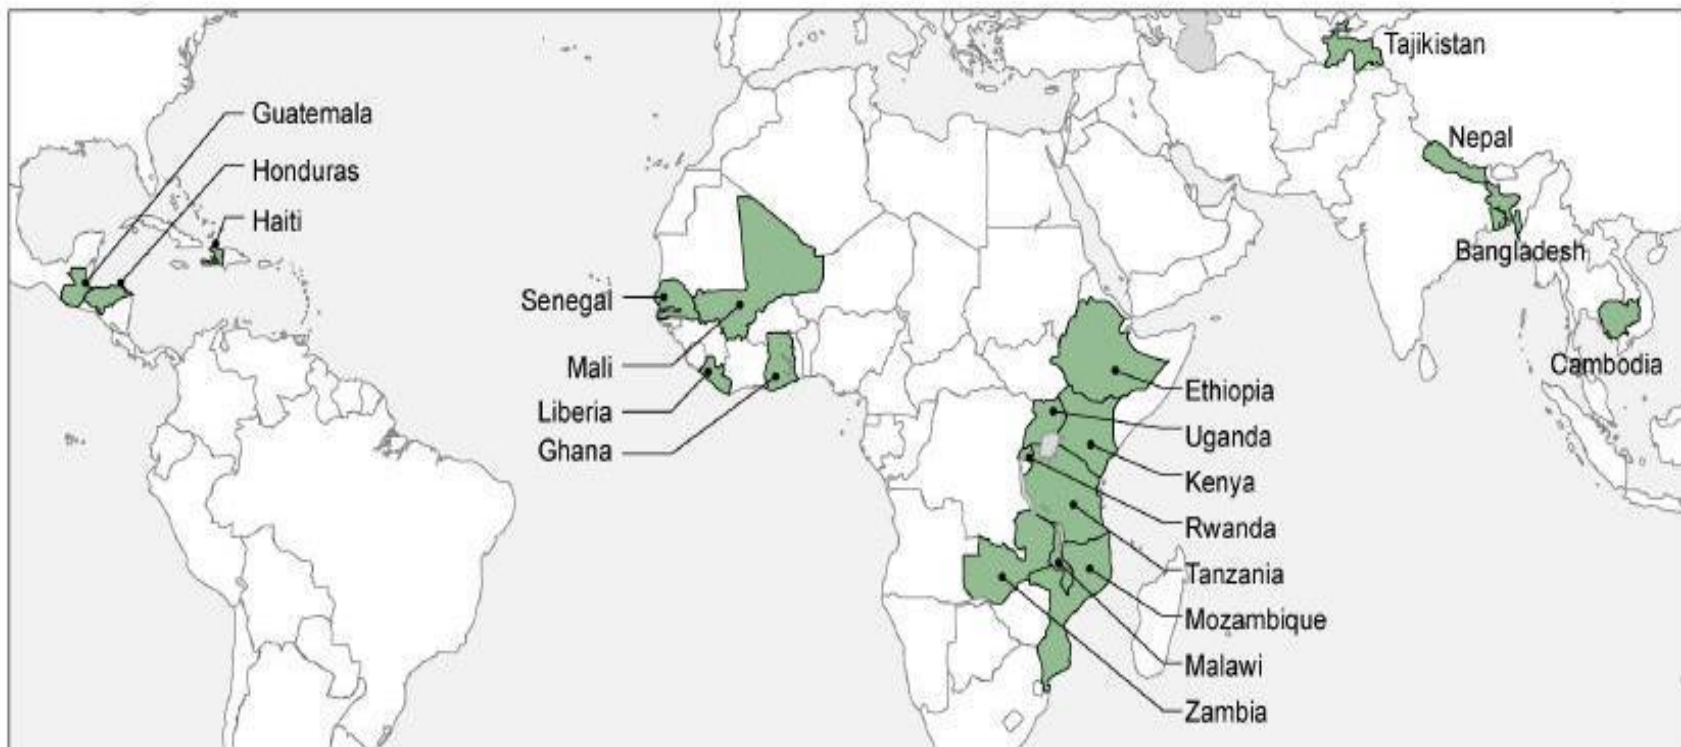 Guatemala
Honduras
Haiti
Senegal
Mali
Liberia
Ghana
Ethiopia
Uganda
Kenya
Rwanda
Tanzania
Mozambique
Malawi
Zambia
Tajikistan
Nepal
Bangladesh
Cambodia